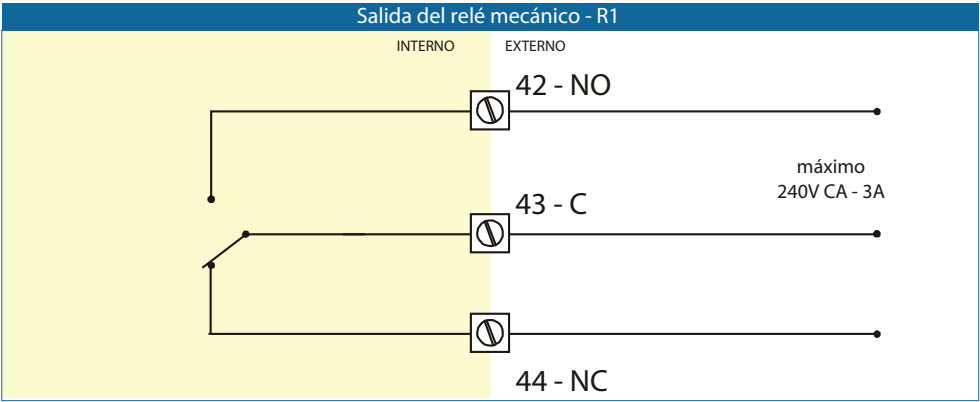 Salida del relé mecánico - R1
INTERNO
EXTERNO
42 - NO
máximo
240V CA - 3A
43 - C
44 - NC